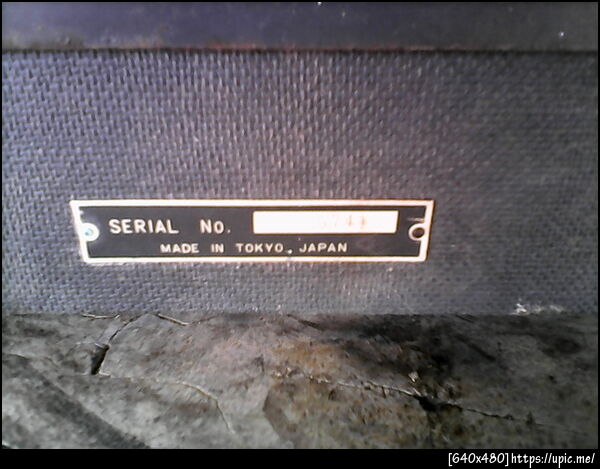 SERIAL No.
MADE IN TOKYO, JAPAN
[640x480]https://upic.me/